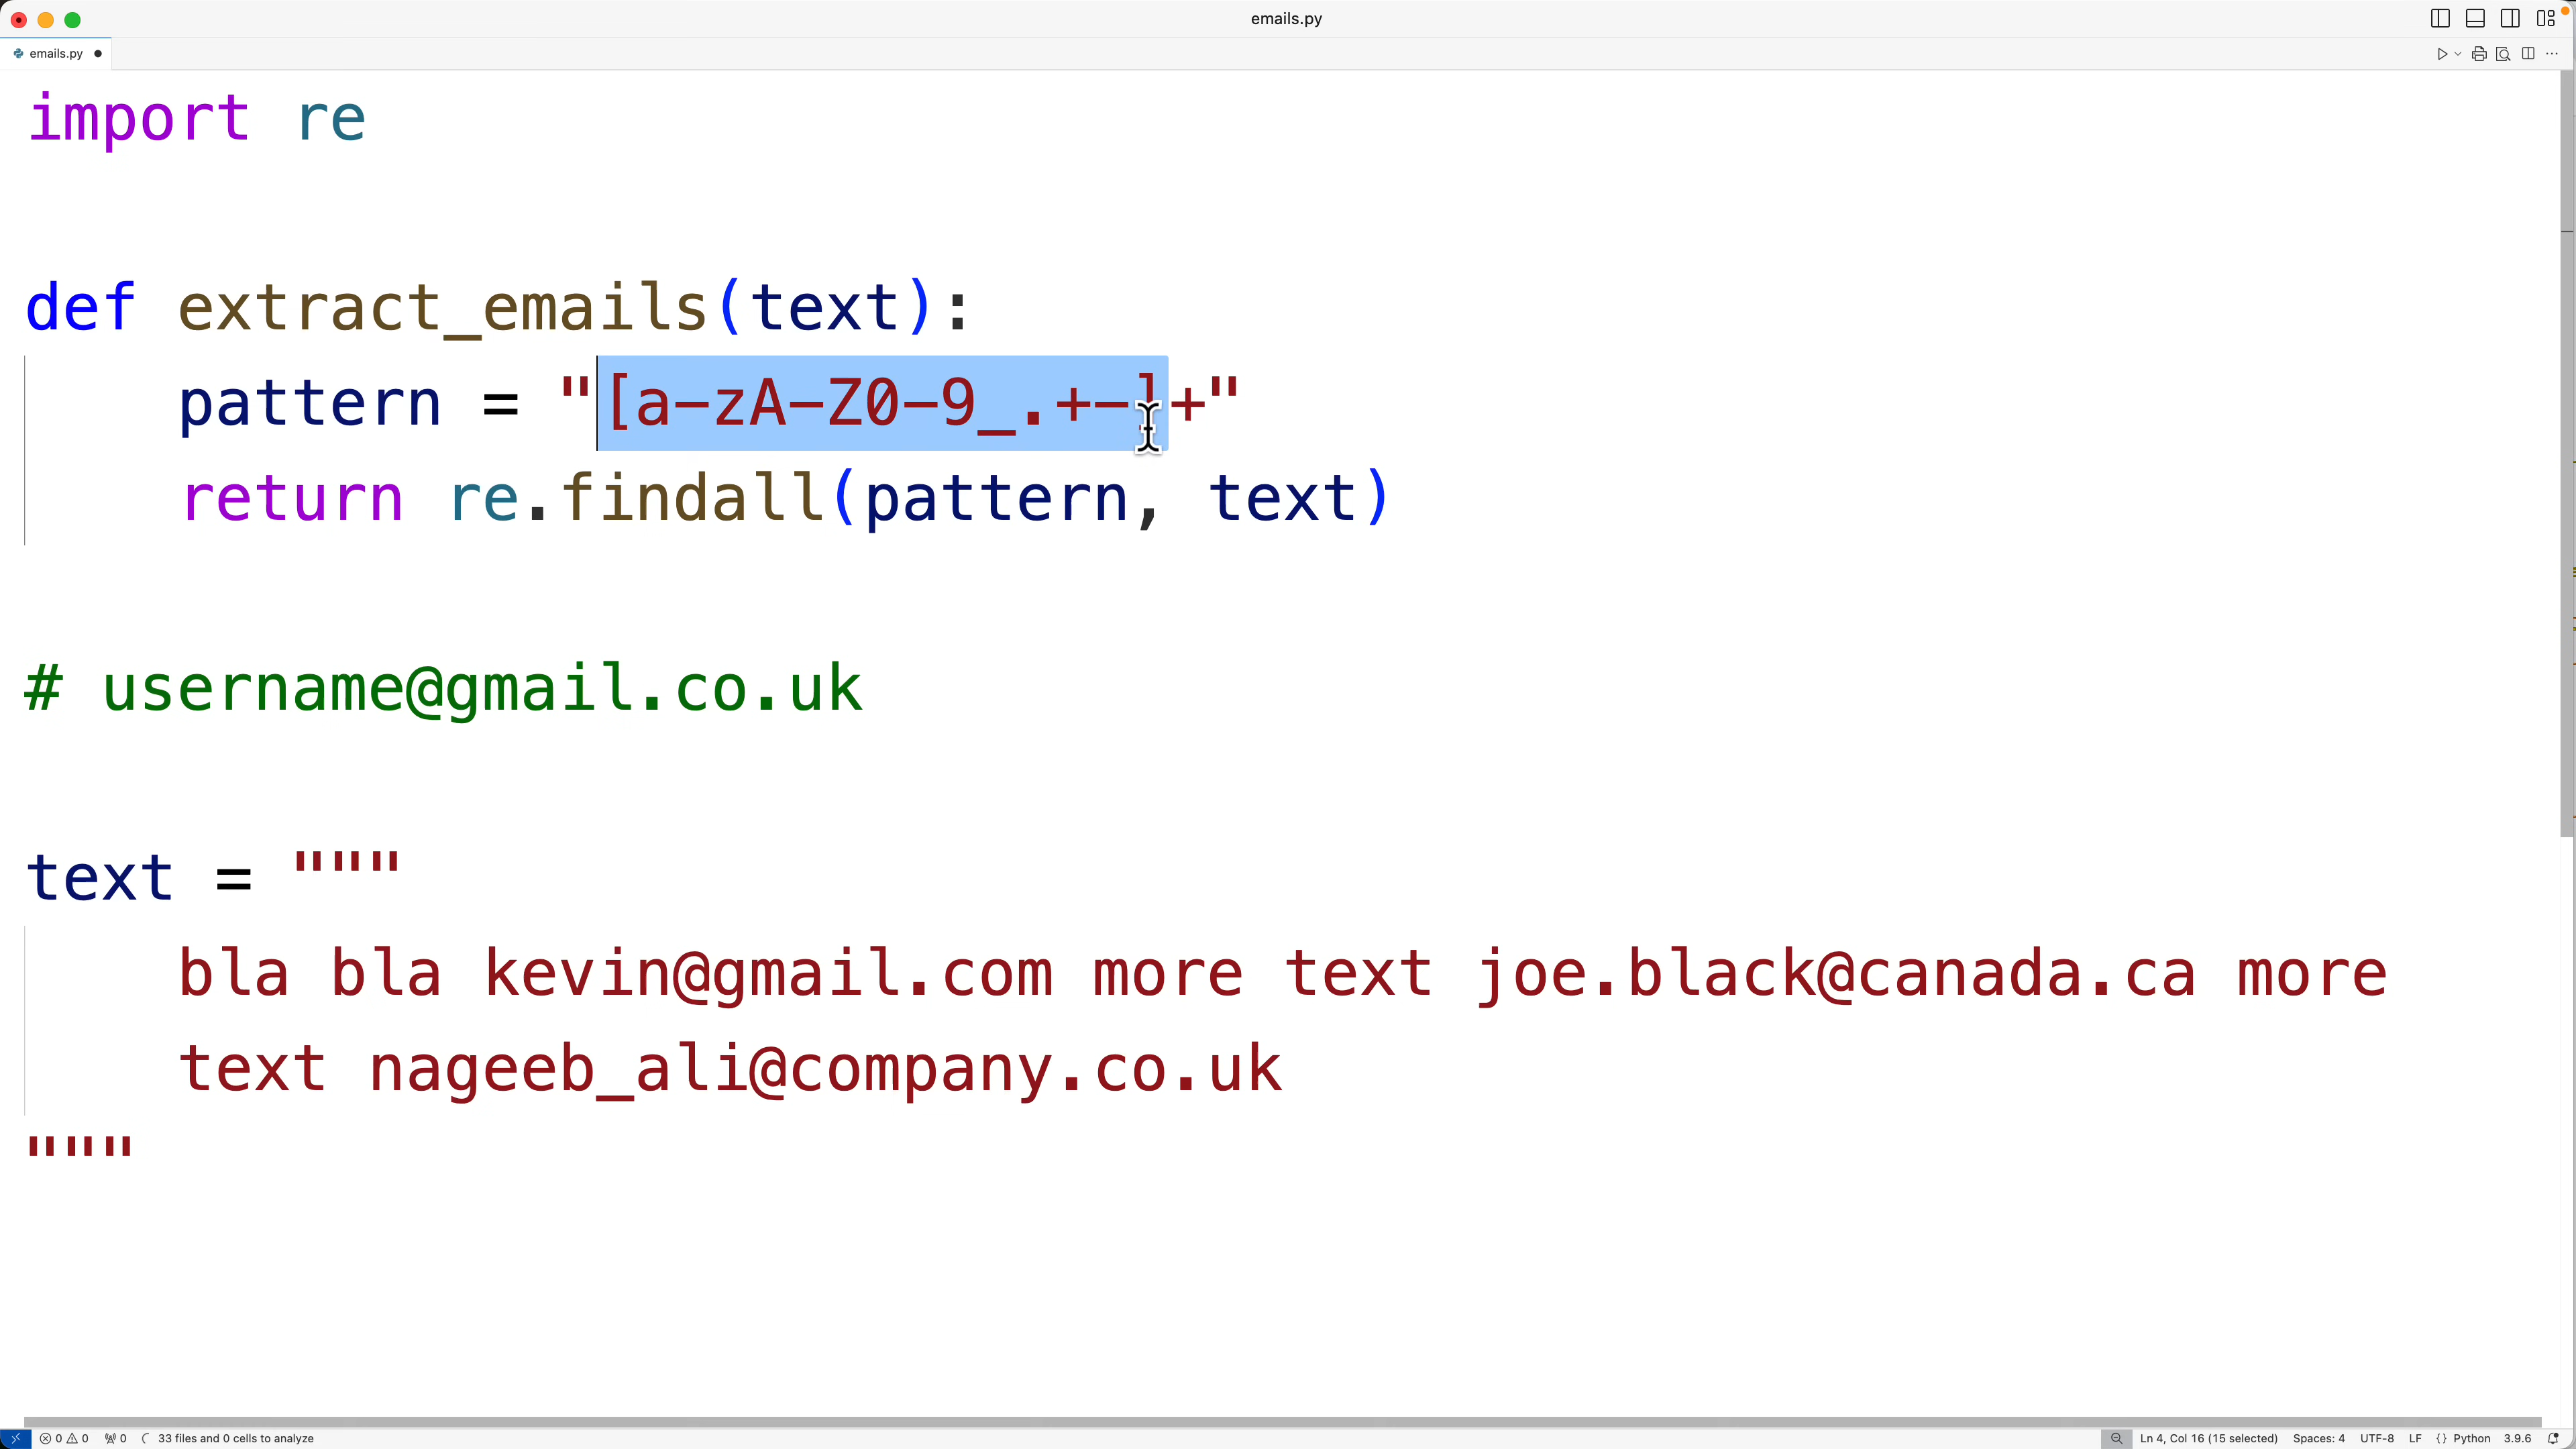 emails.py
emails.py
import re
def extract_emails(text):
    pattern = "[a-zA-Z0-9_.+-]+"
    return re.findall(pattern, text)
# username@gmail.co.uk
text = """
    bla bla kevin@gmail.com more text joe.black@canada.ca more
    text nageeb_ali@company.co.uk
"""
0 0 0 33 files and 0 cells to analyze Ln 4, Col 16 (15 selected) Spaces: 4 UTF-8 LF {} Python 3.9.6